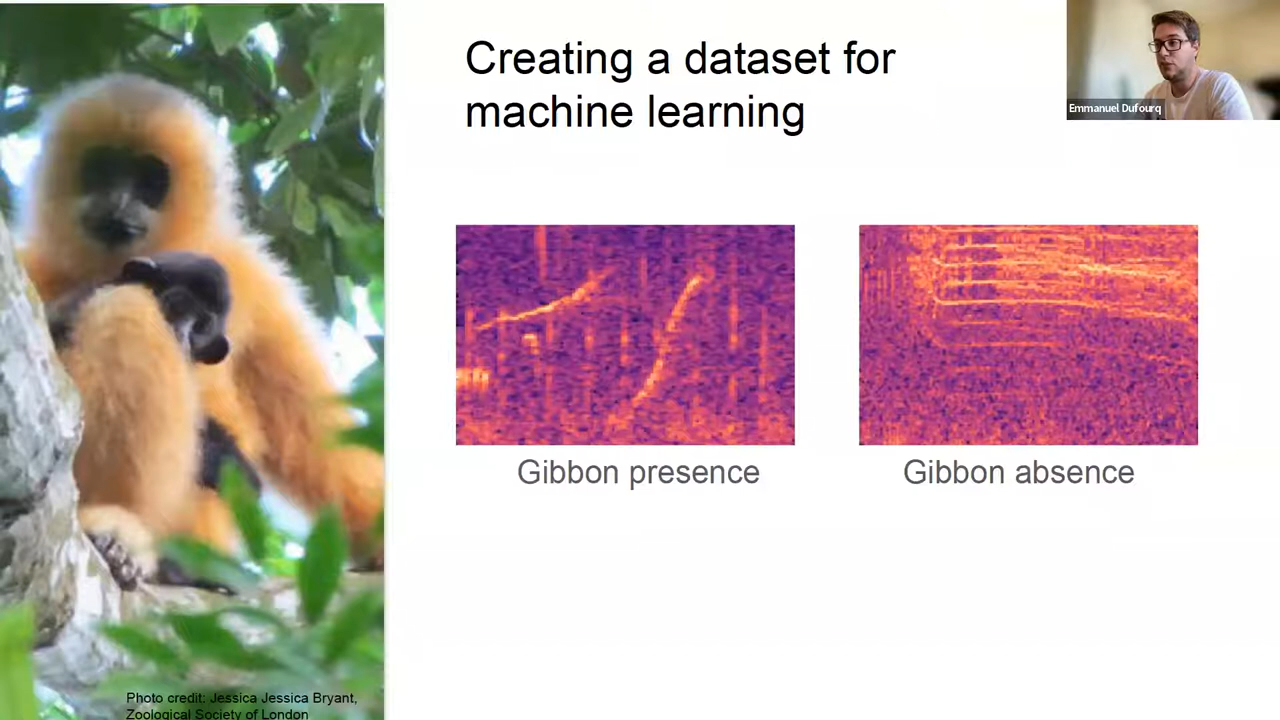 Creating a dataset for
machine learning
Emmanuel Dufourq
Gibbon presence
Gibbon absence
Photo credit: Jessica Jessica Bryant,
Zoological Society of London